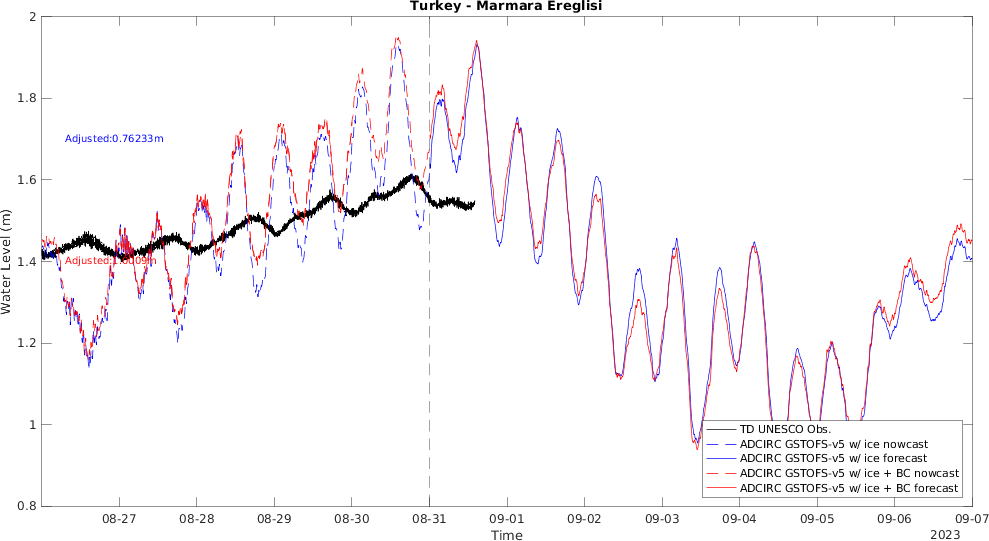 Turkey - Marmara Ereglisi
Water Level (m)
2
1.8
1.6
1.4
1.2
1
0.8
Adjusted:0.76233m
TD UNESCO Obs.
ADCIRC GSTOFS-v5 w/ ice nowcast
ADCIRC GSTOFS-v5 w/ ice forecast
ADCIRC GSTOFS-v5 w/ ice + BC nowcast
ADCIRC GSTOFS-v5 w/ ice + BC forecast
08-27 08-28 08-29 08-30 08-31 09-01 09-02 09-03 09-04 09-05 09-06 09-07
Time
2023